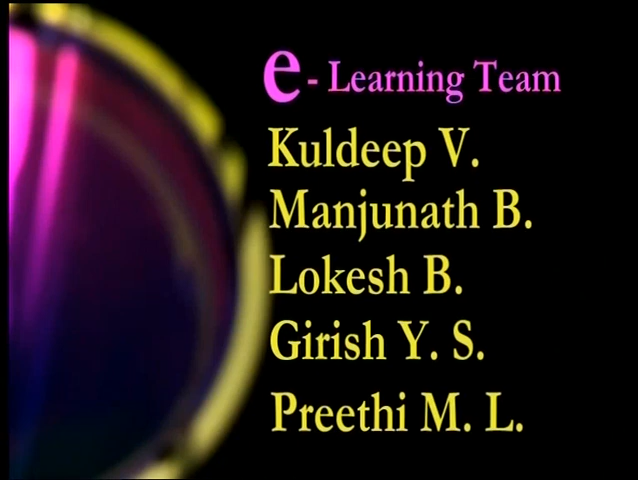 e - Learning Team
Kuldeep V.
Manjunath B.
Lokesh B.
Girish Y. S.
Preethi M. L.